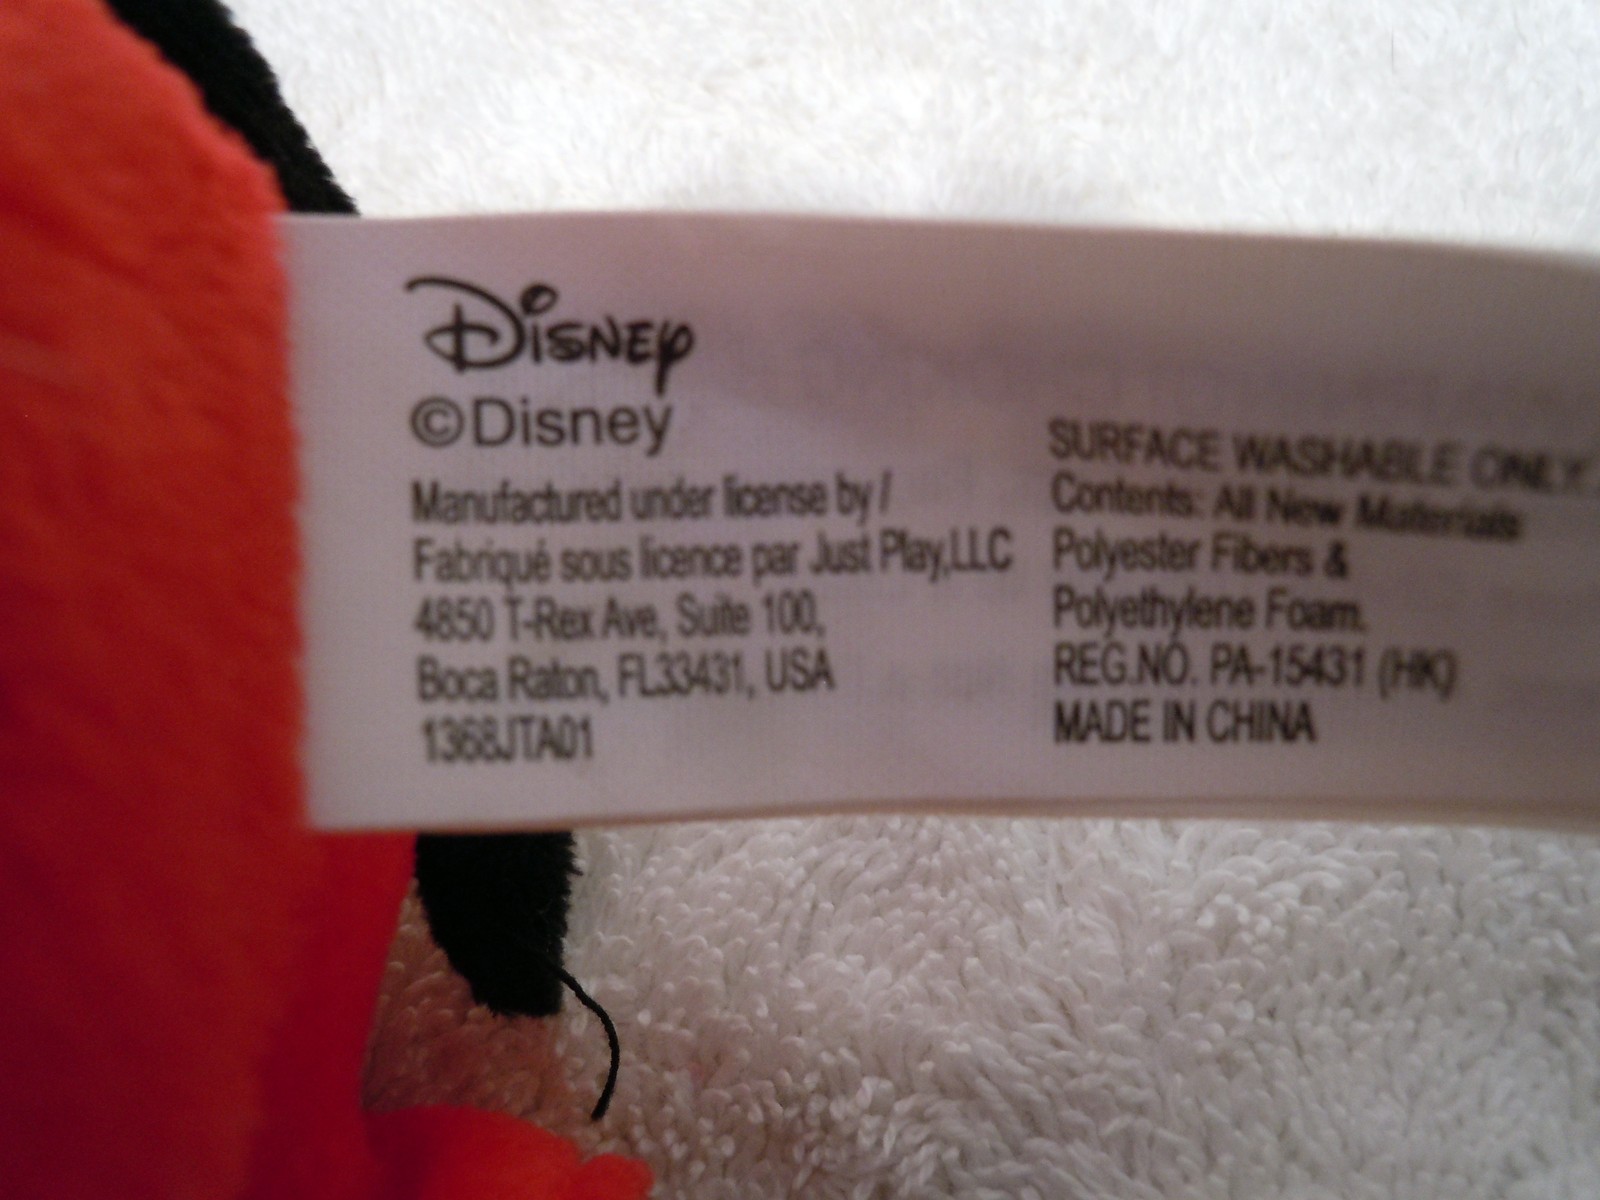 Disney
©Disney
Manufactured under license by /
Fabriqué sous licence par Just Play,LLC
4850 T-Rex Ave, Suite 100,
Boca Raton, FL33431, USA
1368JTA01
SURFACE WASHABLE ONLY.
Contents: All New Materials
Polyester Fibers &
Polyethylene Foam.
REG.NO. PA-15431 (HK)
MADE IN CHINA